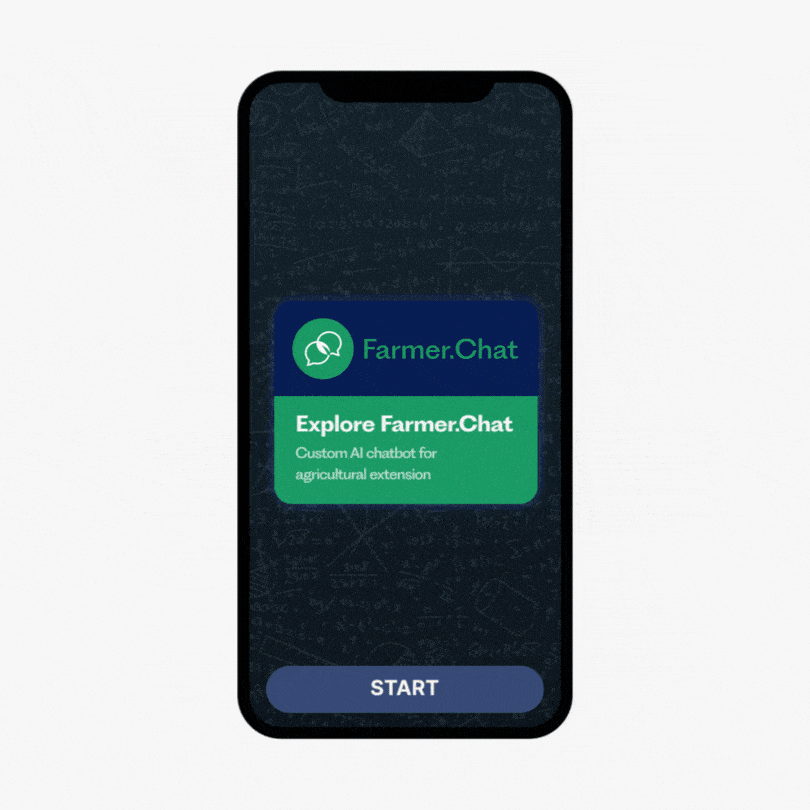 Farmer.Chat
Explore Farmer.Chat
Custom AI chatbot for
agricultural extension
START